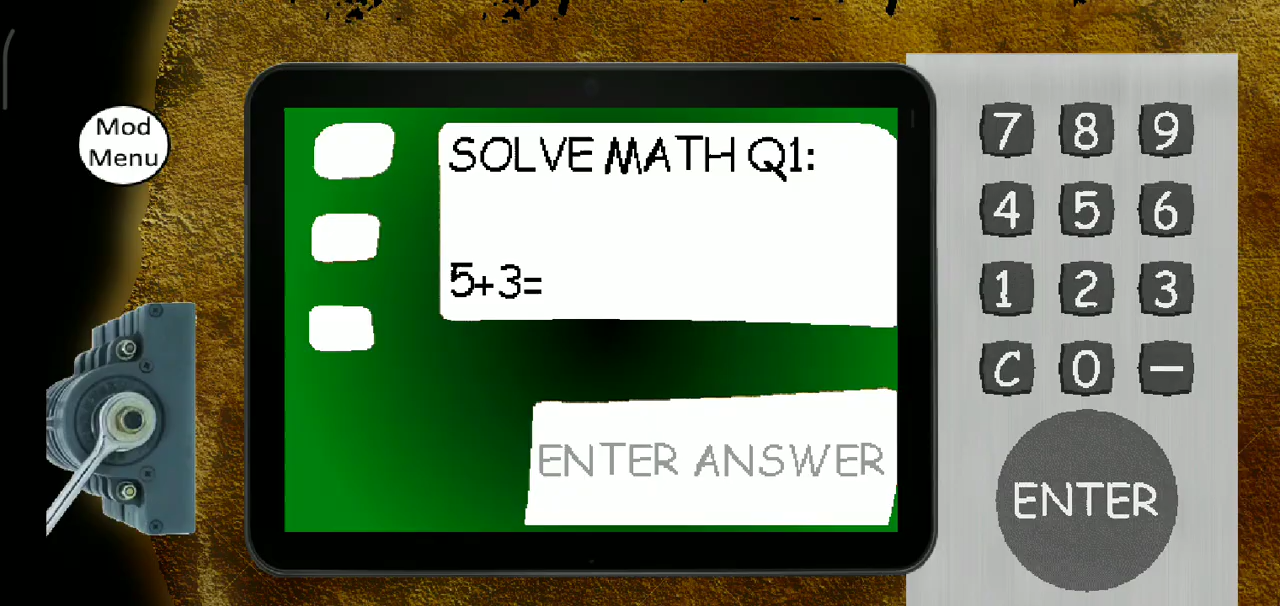 Mod
Menu
SOLVE MATH Q1:
5+3=
ENTER ANSWER
7 8 9
4 5 6
1 2 3
C 0 —
ENTER